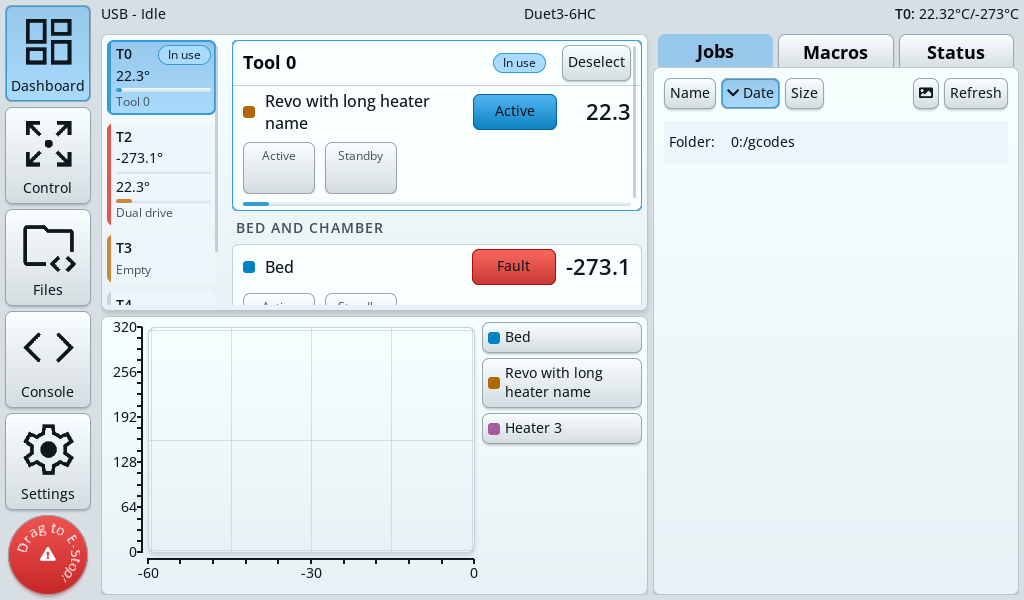 USB - Idle
Duet3-6HC
T0: 22.32°C/-273°C
Dashboard
Control
Files
Console
Settings
Drag to E-Stop!
T0
In use
22.3°
Tool 0
T2
-273.1°
22.3°
Dual drive
T3
Empty
T4
Tool 0
In use
Deselect
Revo with long heater
name
Active
22.3
Active
Standby
BED AND CHAMBER
Bed
Fault
-273.1
Active
Standby
320
256
192
128
64
0
-60
-30
0
Bed
Revo with long
heater name
Heater 3
Jobs
Macros
Status
Name
Date
Size
Refresh
Folder: 0:/gcodes